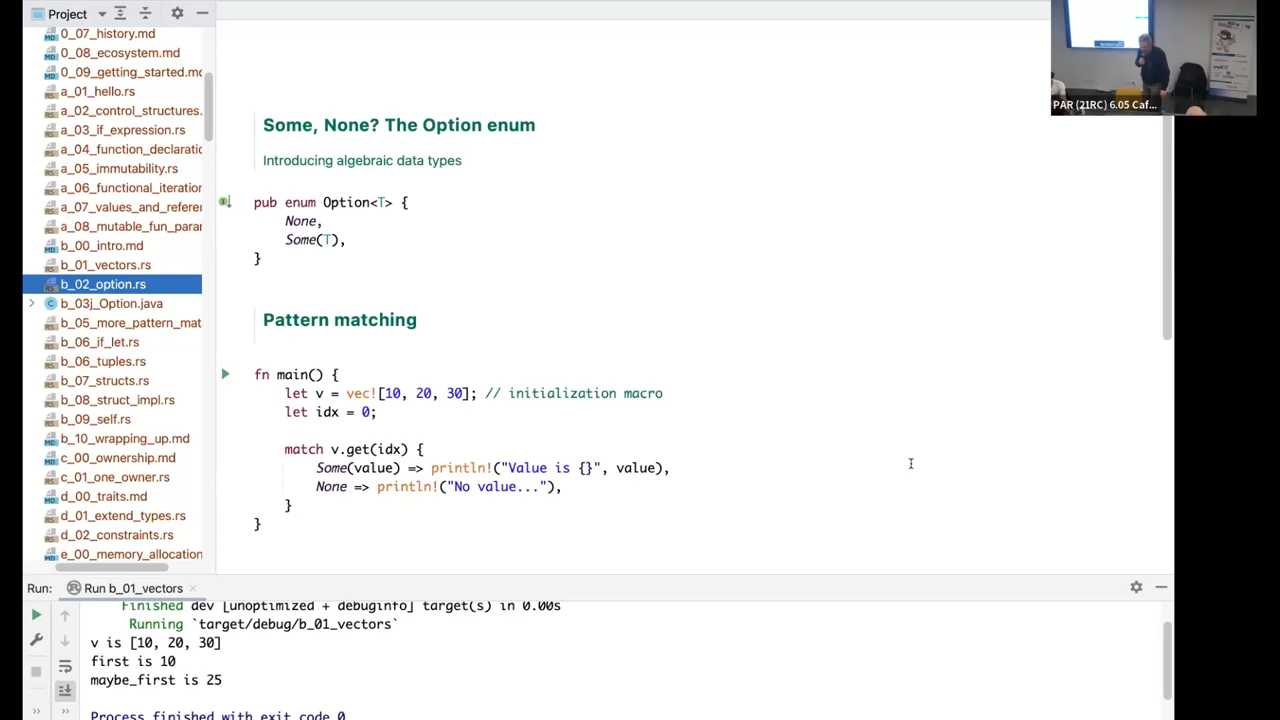 Project
0_07_history.md
0_08_ecosystem.md
0_09_getting_started.md
a_01_hello.rs
a_02_control_structures.
a_03_if_expression.rs
a_04_function_declaratio
a_05_immutability.rs
a_06_functional_iteration
a_07_values_and_referen
a_08_mutable_fun_parar
b_00_intro.md
b_01_vectors.rs
b_02_option.rs
b_03j_Option.java
b_05_more_pattern_mat
b_06_if_let.rs
b_06_tuples.rs
b_07_structs.rs
b_08_struct_impl.rs
b_09_self.rs
b_10_wrapping_up.md
c_00_ownership.md
c_01_one_owner.rs
d_00_traits.md
d_01_extend_types.rs
d_02_constraints.rs
e_00_memory_allocation
Some, None? The Option enum
Introducing algebraic data types
pub enum Option<T> {
None,
Some(T),
}
Pattern matching
fn main() {
let v = vec![10, 20, 30]; // initialization macro
let idx = 0;
match v.get(idx) {
Some(value) => println!("Value is {}", value),
None => println!("No value..."),
}
}
PAR (21RC) 6.05 Caf...
Run: Run b_01_vectors
Finished dev [unoptimized + debuginfo] target(s) in 0.00s
Running `target/debug/b_01_vectors`
v is [10, 20, 30]
first is 10
maybe_first is 25
Process finished with exit code 0